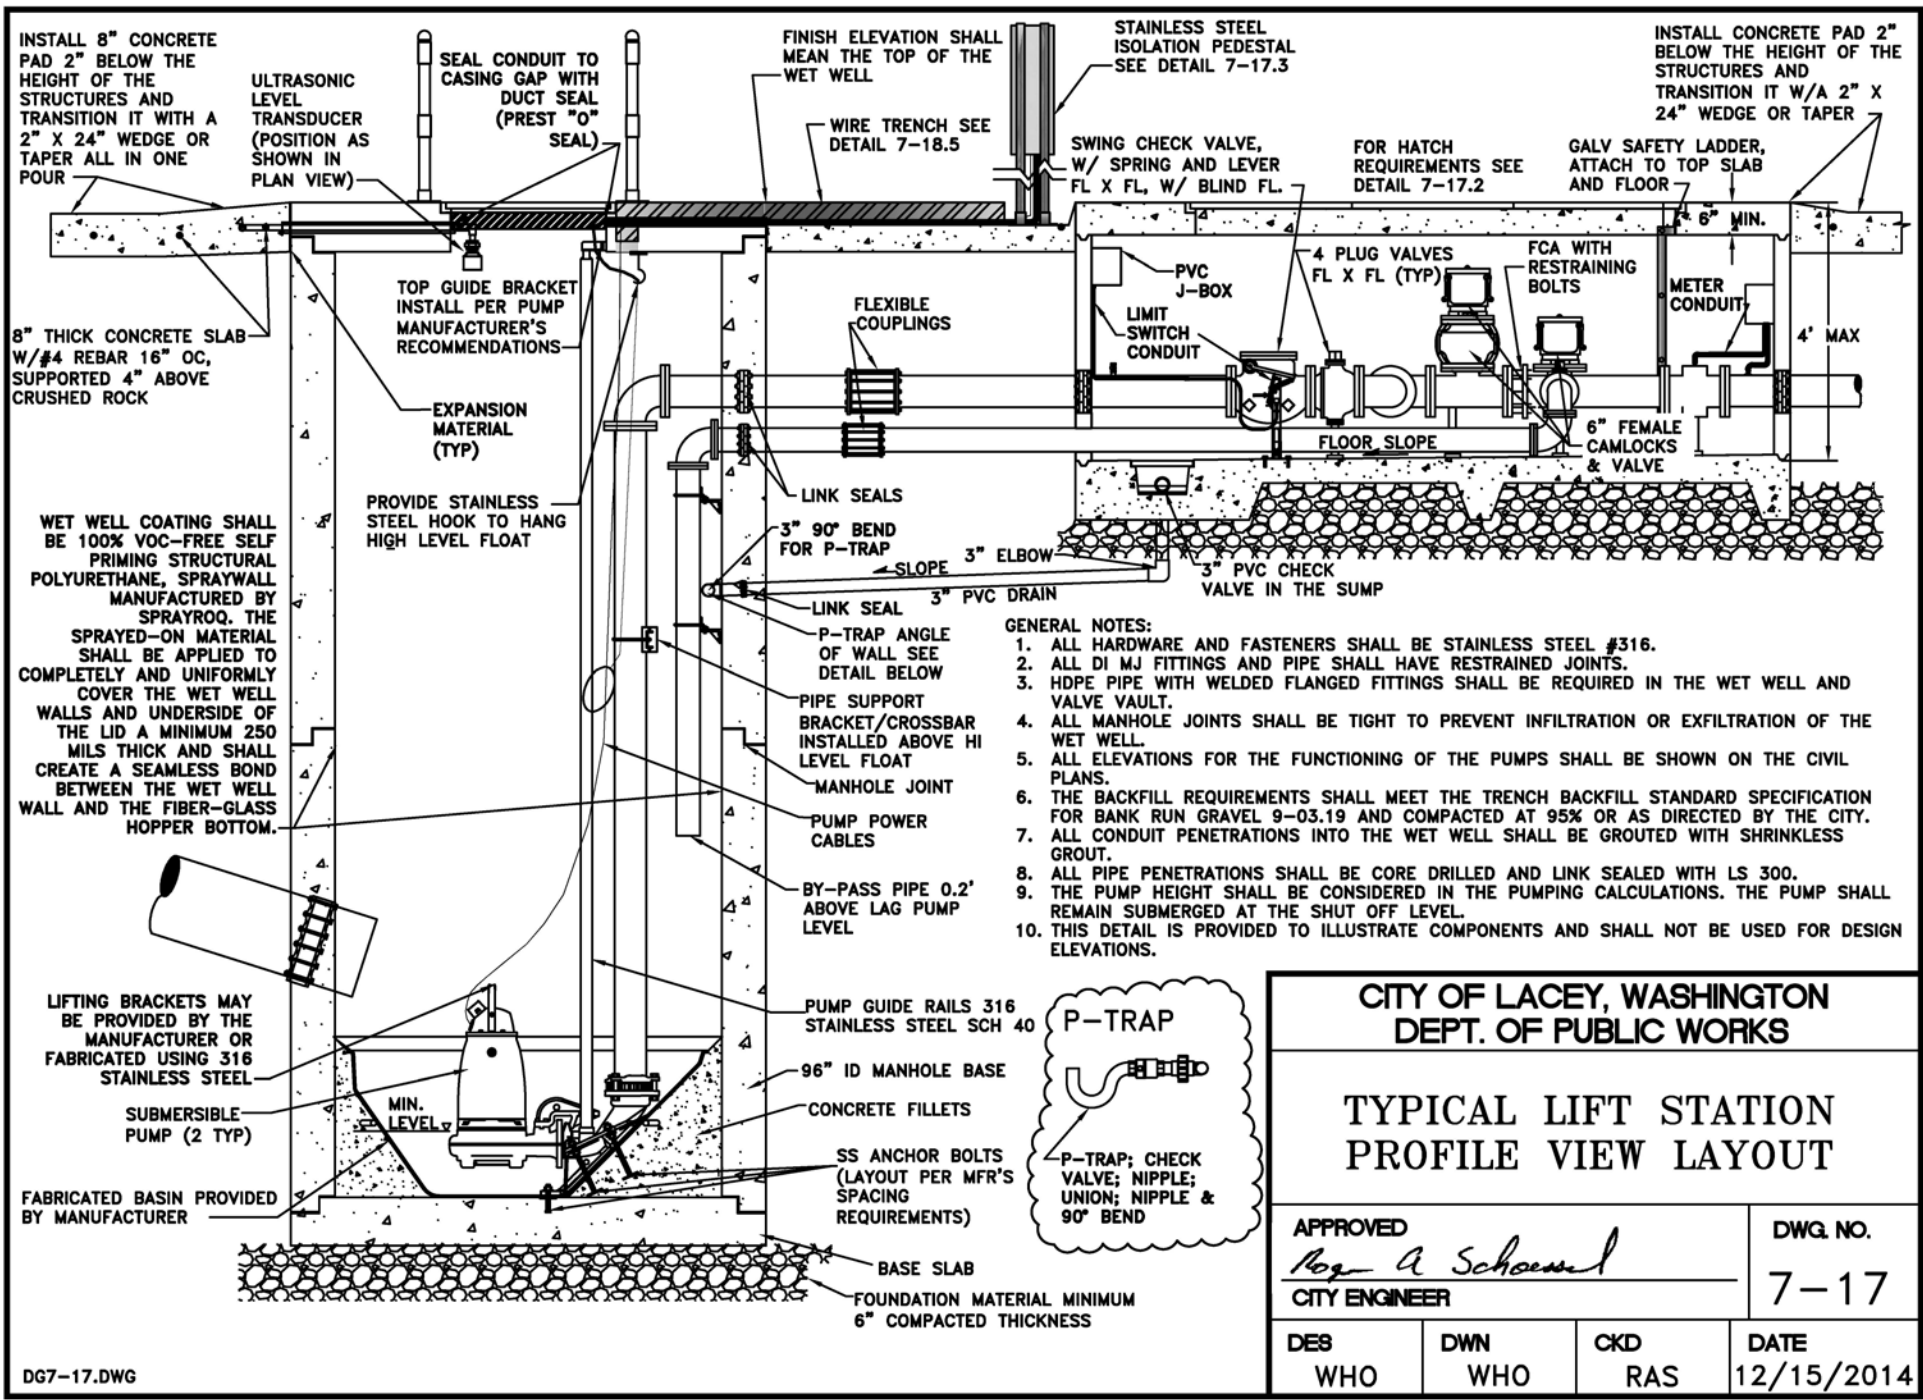 INSTALL 8" CONCRETE
PAD 2" BELOW THE
HEIGHT OF THE
STRUCTURES AND
TRANSITION IT WITH A
2" X 24" WEDGE OR
TAPER ALL IN ONE
POUR
ULTRASONIC
LEVEL
TRANSDUCER
(POSITION AS
SHOWN IN
PLAN VIEW)
SEAL CONDUIT TO
CASING GAP WITH
DUCT SEAL
(PREST "O"
SEAL)
FINISH ELEVATION SHALL
MEAN THE TOP OF THE
WET WELL
WIRE TRENCH SEE
DETAIL 7-18.5
STAINLESS STEEL
ISOLATION PEDESTAL
SEE DETAIL 7-17.3
SWING CHECK VALVE,
W/ SPRING AND LEVER
FL X FL, W/ BLIND FL.
FOR HATCH
REQUIREMENTS SEE
DETAIL 7-17.2
INSTALL CONCRETE PAD 2"
BELOW THE HEIGHT OF THE
STRUCTURES AND
TRANSITION IT W/A 2" X
24" WEDGE OR TAPER
GALV SAFETY LADDER,
ATTACH TO TOP SLAB
AND FLOOR
6" MIN.
4 PLUG VALVES
FL X FL (TYP)
FCA WITH
RESTRAINING
BOLTS
METER
CONDUIT
4' MAX
PVC
J-BOX
LIMIT
SWITCH
CONDUIT
TOP GUIDE BRACKET
INSTALL PER PUMP
MANUFACTURER'S
RECOMMENDATIONS
FLEXIBLE
COUPLINGS
8" THICK CONCRETE SLAB
W/#4 REBAR 16" OC,
SUPPORTED 4" ABOVE
CRUSHED ROCK
EXPANSION
MATERIAL
(TYP)
FLOOR SLOPE
6" FEMALE
CAMLOCKS
& VALVE
PROVIDE STAINLESS
STEEL HOOK TO HANG
HIGH LEVEL FLOAT
LINK SEALS
3" 90° BEND
FOR P-TRAP
SLOPE
3" ELBOW
3" PVC DRAIN
3" PVC CHECK
VALVE IN THE SUMP
LINK SEAL
P-TRAP ANGLE
OF WALL SEE
DETAIL BELOW
WET WELL COATING SHALL
BE 100% VOC-FREE SELF
PRIMING STRUCTURAL
POLYURETHANE, SPRAYWALL
MANUFACTURED BY
SPRAYROQ. THE
SPRAYED-ON MATERIAL
SHALL BE APPLIED TO
COMPLETELY AND UNIFORMLY
COVER THE WET WELL
WALLS AND UNDERSIDE OF
THE LID A MINIMUM 250
MILS THICK AND SHALL
CREATE A SEAMLESS BOND
BETWEEN THE WET WELL
WALL AND THE FIBER-GLASS
HOPPER BOTTOM.
PIPE SUPPORT
BRACKET/CROSSBAR
INSTALLED ABOVE HI
LEVEL FLOAT
MANHOLE JOINT
PUMP POWER
CABLES
BY-PASS PIPE 0.2'
ABOVE LAG PUMP
LEVEL
GENERAL NOTES:
1. ALL HARDWARE AND FASTENERS SHALL BE STAINLESS STEEL #316.
2. ALL DI MJ FITTINGS AND PIPE SHALL HAVE RESTRAINED JOINTS.
3. HDPE PIPE WITH WELDED FLANGED FITTINGS SHALL BE REQUIRED IN THE WET WELL AND
VALVE VAULT.
4. ALL MANHOLE JOINTS SHALL BE TIGHT TO PREVENT INFILTRATION OR EXFILTRATION OF THE
WET WELL.
5. ALL ELEVATIONS FOR THE FUNCTIONING OF THE PUMPS SHALL BE SHOWN ON THE CIVIL
PLANS.
6. THE BACKFILL REQUIREMENTS SHALL MEET THE TRENCH BACKFILL STANDARD SPECIFICATION
FOR BANK RUN GRAVEL 9-03.19 AND COMPACTED AT 95% OR AS DIRECTED BY THE CITY.
7. ALL CONDUIT PENETRATIONS INTO THE WET WELL SHALL BE GROUTED WITH SHRINKLESS
GROUT.
8. ALL PIPE PENETRATIONS SHALL BE CORE DRILLED AND LINK SEALED WITH LS 300.
9. THE PUMP HEIGHT SHALL BE CONSIDERED IN THE PUMPING CALCULATIONS. THE PUMP SHALL
REMAIN SUBMERGED AT THE SHUT OFF LEVEL.
10. THIS DETAIL IS PROVIDED TO ILLUSTRATE COMPONENTS AND SHALL NOT BE USED FOR DESIGN
ELEVATIONS.
LIFTING BRACKETS MAY
BE PROVIDED BY THE
MANUFACTURER OR
FABRICATED USING 316
STAINLESS STEEL
SUBMERSIBLE
PUMP (2 TYP)
MIN.
LEVEL
FABRICATED BASIN PROVIDED
BY MANUFACTURER
PUMP GUIDE RAILS 316
STAINLESS STEEL SCH 40
96" ID MANHOLE BASE
CONCRETE FILLETS
SS ANCHOR BOLTS
(LAYOUT PER MFR'S
SPACING
REQUIREMENTS)
BASE SLAB
FOUNDATION MATERIAL MINIMUM
6" COMPACTED THICKNESS
P-TRAP
P-TRAP; CHECK
VALVE; NIPPLE;
UNION; NIPPLE &
90° BEND
CITY OF LACEY, WASHINGTON
DEPT. OF PUBLIC WORKS
TYPICAL LIFT STATION
PROFILE VIEW LAYOUT
APPROVED
CITY ENGINEER
DWG. NO.
7-17
DES
WHO
DWN
WHO
CKD
RAS
DATE
12/15/2014
DG7-17.DWG